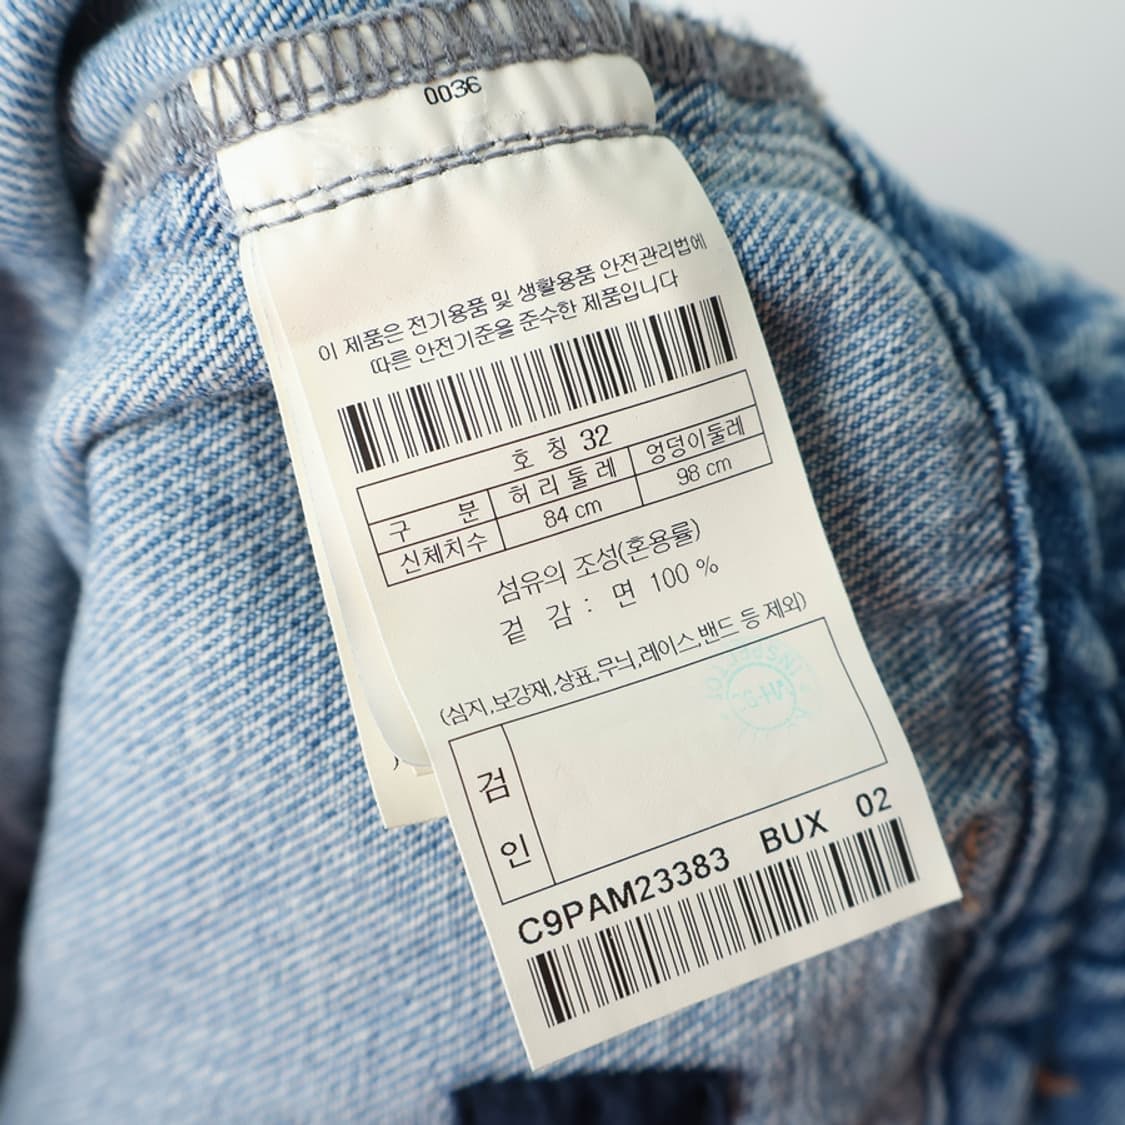 0036
이 제품은 전기용품 및 생활용품 안전관리법에
따른 안전기준을 준수한 제품입니다
호 칭 32
구 분 허 리 둘 레 엉덩이둘레
신체치수 84 cm 98 cm
섬유의 조성(혼용률)
겉 감 : 면 100 %
(심지,보강재,상표,무늬,레이스,밴드 등 제외)
검
인
C9PAM23383 BUX 02